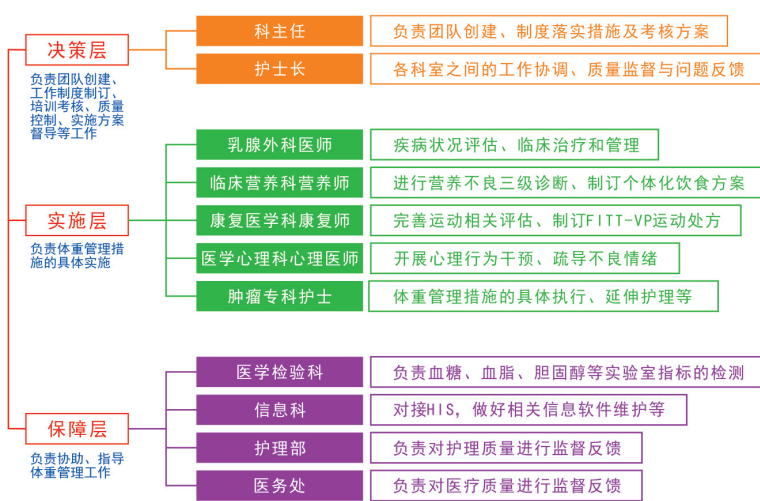 决策层
负责团队创建、
工作制度制订、
培训考核、质量
控制、实施方案
督导等工作
科主任
负责团队创建、制度落实措施及考核方案
护士长
各科室之间的工作协调、质量监督与问题反馈
实施层
负责体重管理措
施的具体实施
乳腺外科医师
疾病状况评估、临床治疗和管理
临床营养科营养师
进行营养不良三级诊断、制订个体化饮食方案
康复医学科康复师
完善运动相关评估、制订FITT-VP运动处方
医学心理科心理医师
开展心理行为干预、疏导不良情绪
肿瘤专科护士
体重管理措施的具体执行、延伸护理等
保障层
负责协助、指导
体重管理工作
医学检验科
负责血糖、血脂、胆固醇等实验室指标的检测
信息科
对接HIS，做好相关信息软件维护等
护理部
负责对护理质量进行监督反馈
医务处
负责对医疗质量进行监督反馈